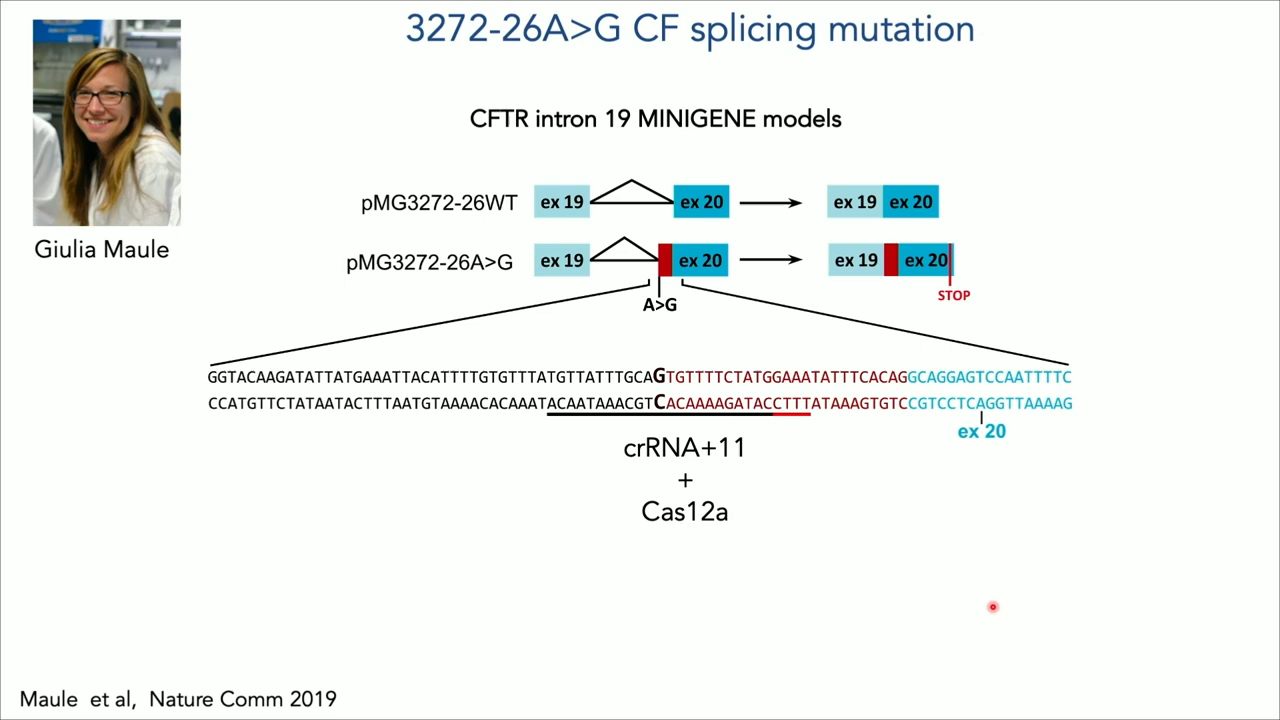 3272-26A>G CF splicing mutation
Giulia Maule
CFTR intron 19 MINIGENE models
pMG3272-26WT ex 19 ex 20 ex 19 ex 20
pMG3272-26A>G ex 19 ex 20 ex 19 ex 20
STOP
A>G
GGTACAAGATATTATGAAATTACATTTTGTGTTTATGTTATTTGCAGTGTTTTCTATGGAAATATTTCACAGGCAGGAGTCCAATTTTC
CCATGTTCTATAATACTTTAATGTAAAACACAAATACAATAAACGTCACAAAAGATACCTTTATAAAGTGTCCGTCCTCAGGTTAAAAG
ex 20
crRNA+11
+
Cas12a
Maule et al, Nature Comm 2019